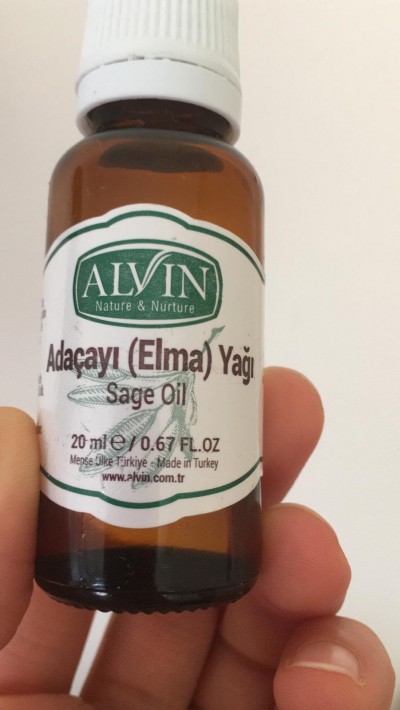 ALVIN
Nature & Nurture
Adaçayı (Elma) Yağı
Sage Oil
20 ml ℮ / 0.67 FL.OZ
Menşe Ülke Türkiye - Made in Turkey
www.alvin.com.tr